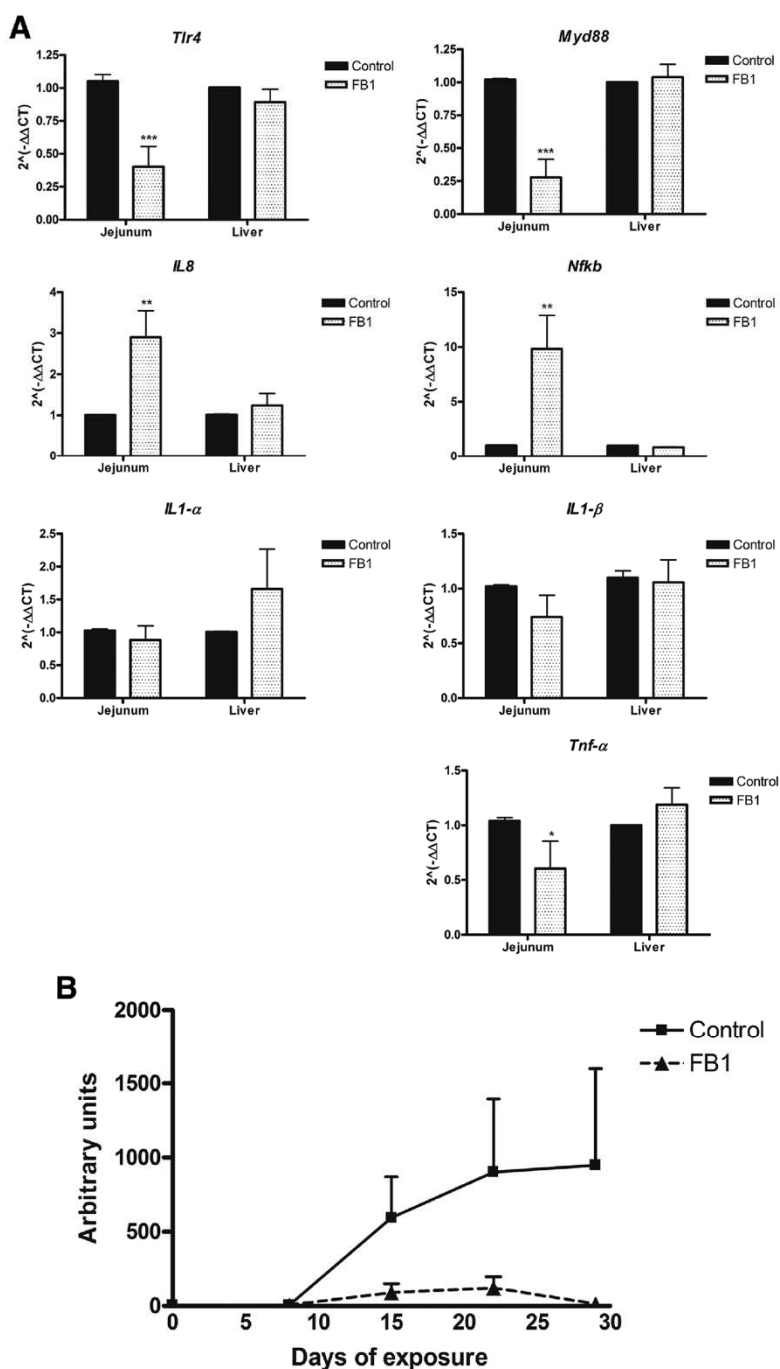 A
Tlr4
1.25
1.00
0.75
0.50
0.25
0.00
2^(-ΔΔCT)
***
Jejunum
Liver
Control
FB1
Myd88
1.25
1.00
0.75
0.50
0.25
0.00
2^(-ΔΔCT)
***
Jejunum
Liver
Control
FB1
IL8
4
3
2
1
0
2^(-ΔΔCT)
**
Jejunum
Liver
Control
FB1
Nfkb
15
10
5
0
2^(-ΔΔCT)
**
Jejunum
Liver
Control
FB1
IL1-α
2.5
2.0
1.5
1.0
0.5
0.0
2^(-ΔΔCT)
Jejunum
Liver
Control
FB1
IL1-β
1.5
1.0
0.5
0.0
2^(-ΔΔCT)
Jejunum
Liver
Control
FB1
Tnf-α
1.5
1.0
0.5
0.0
2^(-ΔΔCT)
*
Jejunum
Liver
Control
FB1
B
2000
1500
1000
500
0
Arbitrary units
0 5 10 15 20 25 30
Days of exposure
Control
FB1